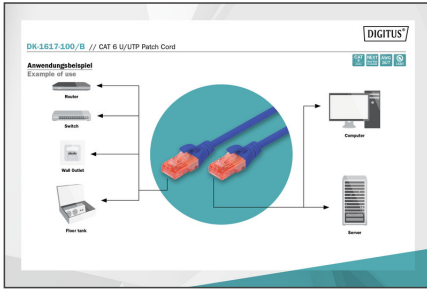 DIGITUS®
DK-1617-100/B // CAT 6 U/UTP Patch Cord
Anwendungsbeispiel
Example of use
Router
Switch
Wall Outlet
Floor tank
Computer
Server